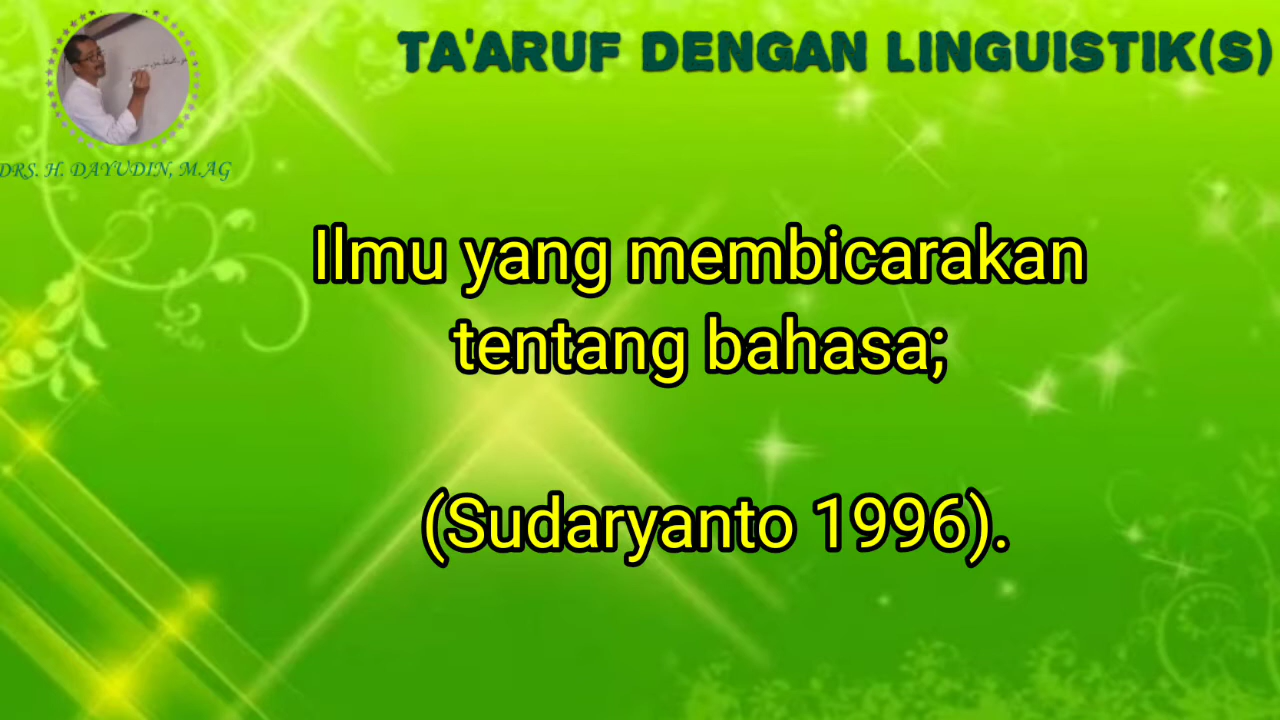 TA'ARUF DENGAN LINGUISTIK(S)
DRS. H. DAYUDIN, M.AG
Ilmu yang membicarakan
tentang bahasa;
(Sudaryanto 1996).